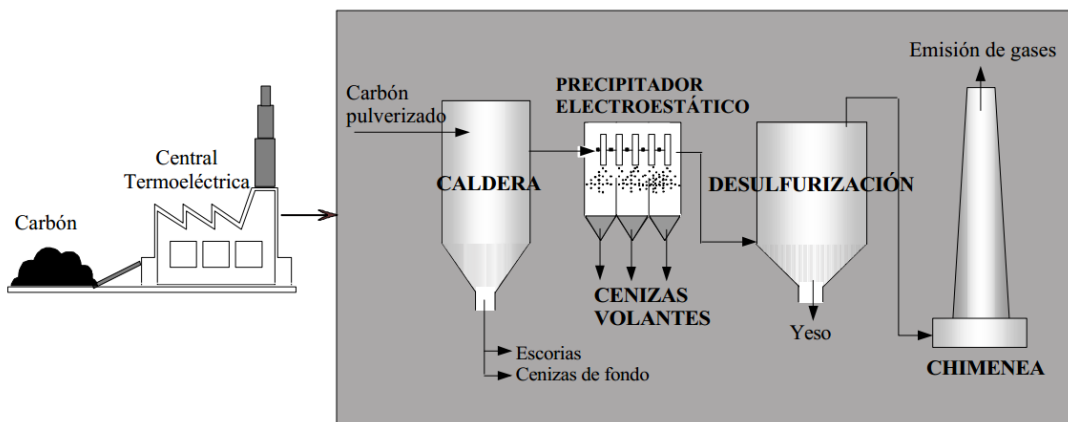 Carbón
Central
Termoeléctrica
Carbón
pulverizado
CALDERA
Escorias
Cenizas de fondo
PRECIPITADOR
ELECTROESTÁTICO
CENIZAS
VOLANTES
DESULFURIZACIÓN
Yeso
Emisión de gases
CHIMENEA